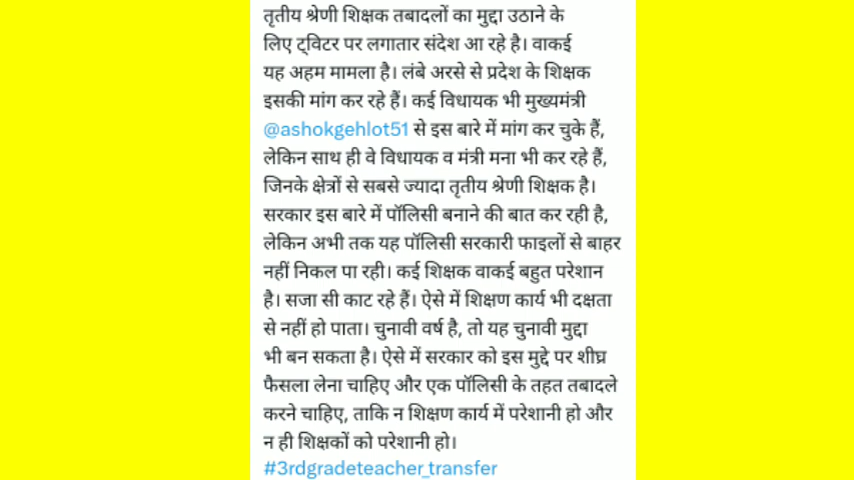 तृतीय श्रेणी शिक्षक तबादलों का मुद्दा उठाने के
लिए ट्विटर पर लगातार संदेश आ रहे है। वाकई
यह अहम मामला है। लंबे अरसे से प्रदेश के शिक्षक
इसकी मांग कर रहे हैं। कई विधायक भी मुख्यमंत्री
@ashokgehlot51 से इस बारे में मांग कर चुके हैं,
लेकिन साथ ही वे विधायक व मंत्री मना भी कर रहे हैं,
जिनके क्षेत्रों से सबसे ज्यादा तृतीय श्रेणी शिक्षक है।
सरकार इस बारे में पॉलिसी बनाने की बात कर रही है,
लेकिन अभी तक यह पॉलिसी सरकारी फाइलों से बाहर
नहीं निकल पा रही। कई शिक्षक वाकई बहुत परेशान
है। सजा सी काट रहे हैं। ऐसे में शिक्षण कार्य भी दक्षता
से नहीं हो पाता। चुनावी वर्ष है, तो यह चुनावी मुद्दा
भी बन सकता है। ऐसे में सरकार को इस मुद्दे पर शीघ्र
फैसला लेना चाहिए और एक पॉलिसी के तहत तबादले
करने चाहिए, ताकि न शिक्षण कार्य में परेशानी हो और
न ही शिक्षकों को परेशानी हो।
#3rdgradeteacher_transfer